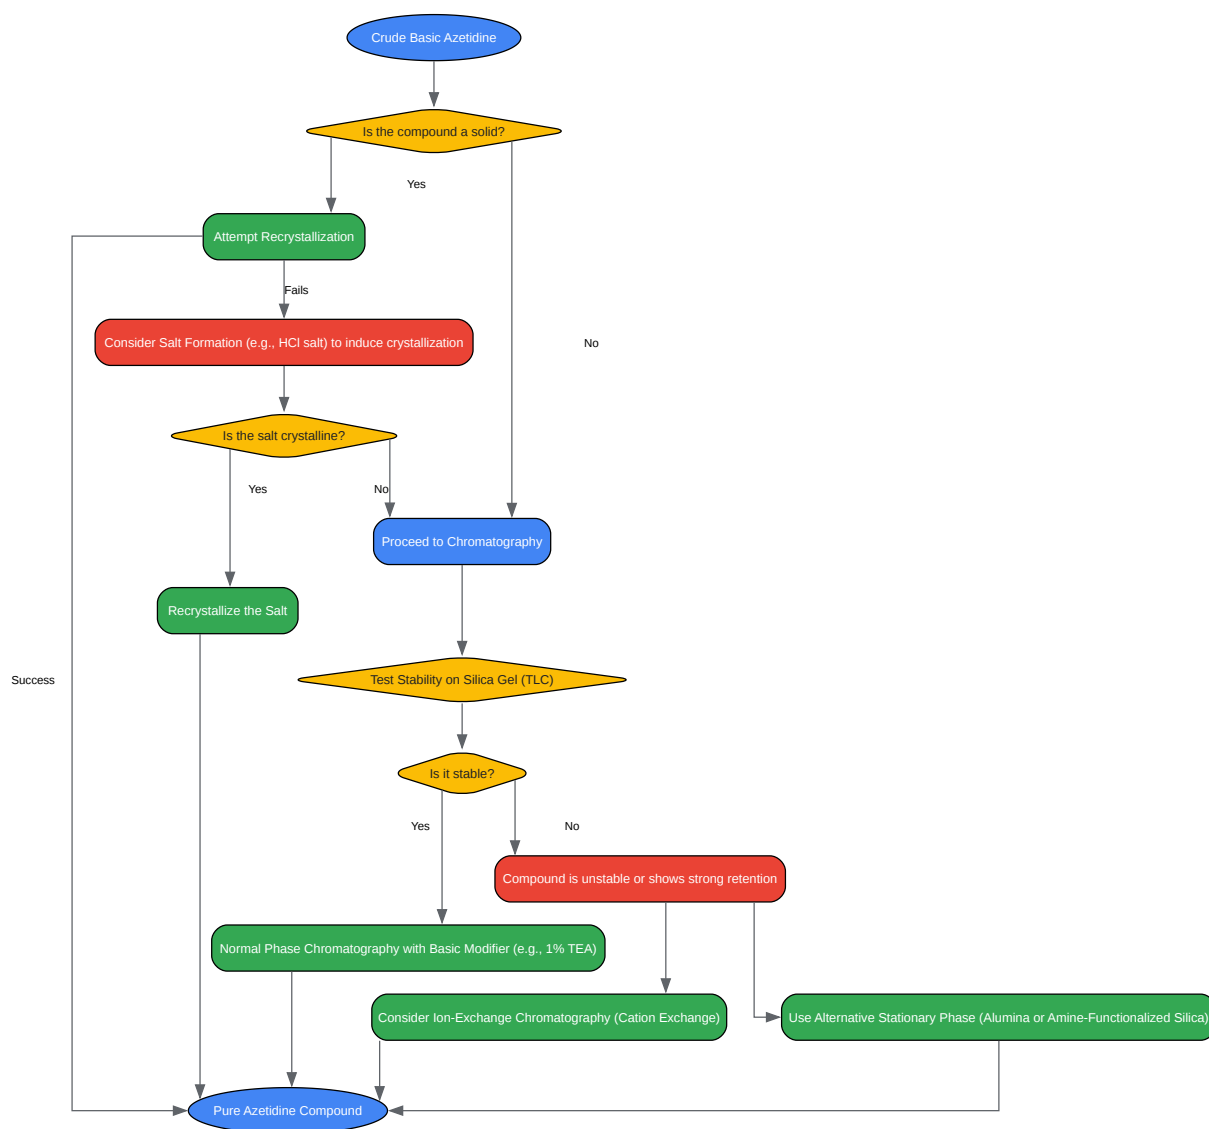 Crude Basic Azetidine
Is the compound a solid?
Yes
Attempt Recrystallization
Fails
Consider Salt Formation (e.g., HCl salt) to induce crystallization
No
Is the salt crystalline?
Yes
No
Proceed to Chromatography
Recrystallize the Salt
Success
Test Stability on Silica Gel (TLC)
Is it stable?
Yes
No
Compound is unstable or shows strong retention
Normal Phase Chromatography with Basic Modifier (e.g., 1% TEA)
Consider Ion-Exchange Chromatography (Cation Exchange)
Use Alternative Stationary Phase (Alumina or Amine-Functionalized Silica)
Pure Azetidine Compound